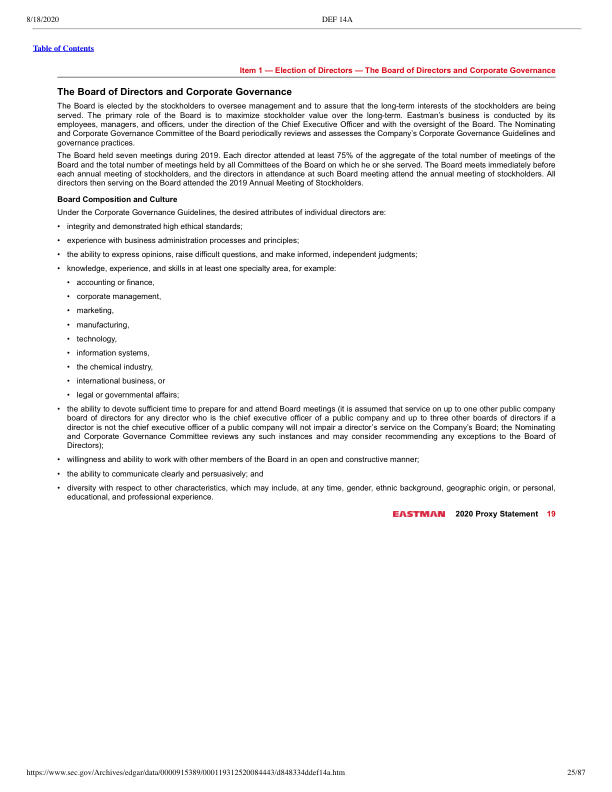 8/18/2020 DEF 14A
Table of Contents
Item 1 — Election of Directors — The Board of Directors and Corporate Governance
The Board of Directors and Corporate Governance
The Board is elected by the stockholders to oversee management and to assure that the long-term interests of the stockholders are being
served. The primary role of the Board is to maximize stockholder value over the long-term. Eastman's business is conducted by its
employees, managers, and officers, under the direction of the Chief Executive Officer and with the oversight of the Board. The Nominating
and Corporate Governance Committee of the Board periodically reviews and assesses the Company's Corporate Governance Guidelines and
governance practices.
The Board held seven meetings during 2019. Each director attended at least 75% of the aggregate of the total number of meetings of the
Board and the total number of meetings held by all Committees of the Board on which he or she served. The Board meets immediately before
each annual meeting of stockholders, and the directors in attendance at such Board meeting attend the annual meeting of stockholders. All
directors then serving on the Board attended the 2019 Annual Meeting of Stockholders.
Board Composition and Culture
Under the Corporate Governance Guidelines, the desired attributes of individual directors are:
• integrity and demonstrated high ethical standards;
• experience with business administration processes and principles;
• the ability to express opinions, raise difficult questions, and make informed, independent judgments;
• knowledge, experience, and skills in at least one specialty area, for example:
• accounting or finance,
• corporate management,
• marketing,
• manufacturing,
• technology,
• information systems,
• the chemical industry,
• international business, or
• legal or governmental affairs;
• the ability to devote sufficient time to prepare for and attend Board meetings (it is assumed that service on up to one other public company
board of directors for any director who is the chief executive officer of a public company and up to three other boards of directors if a
director is not the chief executive officer of a public company will not impair a director's service on the Company's Board; the Nominating
and Corporate Governance Committee reviews any such instances and may consider recommending any exceptions to the Board of
Directors);
• willingness and ability to work with other members of the Board in an open and constructive manner;
• the ability to communicate clearly and persuasively; and
• diversity with respect to other characteristics, which may include, at any time, gender, ethnic background, geographic origin, or personal,
educational, and professional experience.
EASTMAN 2020 Proxy Statement 19
https://www.sec.gov/Archives/edgar/data/0000915389/000119312520084443/d848334ddef14a.htm 25/87